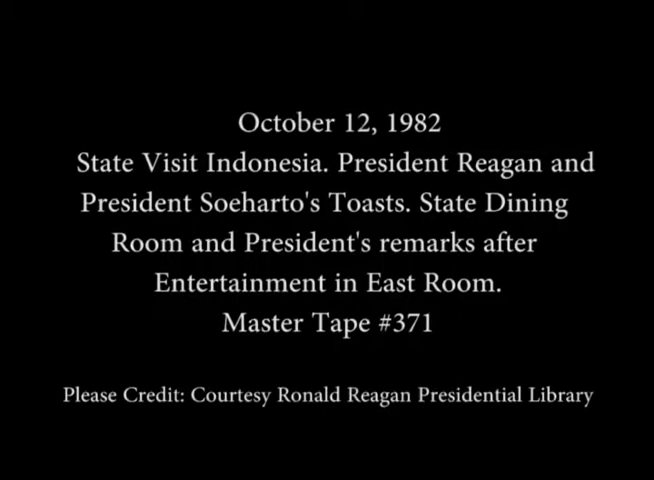 October 12, 1982
State Visit Indonesia. President Reagan and
President Soeharto's Toasts. State Dining
Room and President's remarks after
Entertainment in East Room.
Master Tape #371
Please Credit: Courtesy Ronald Reagan Presidential Library